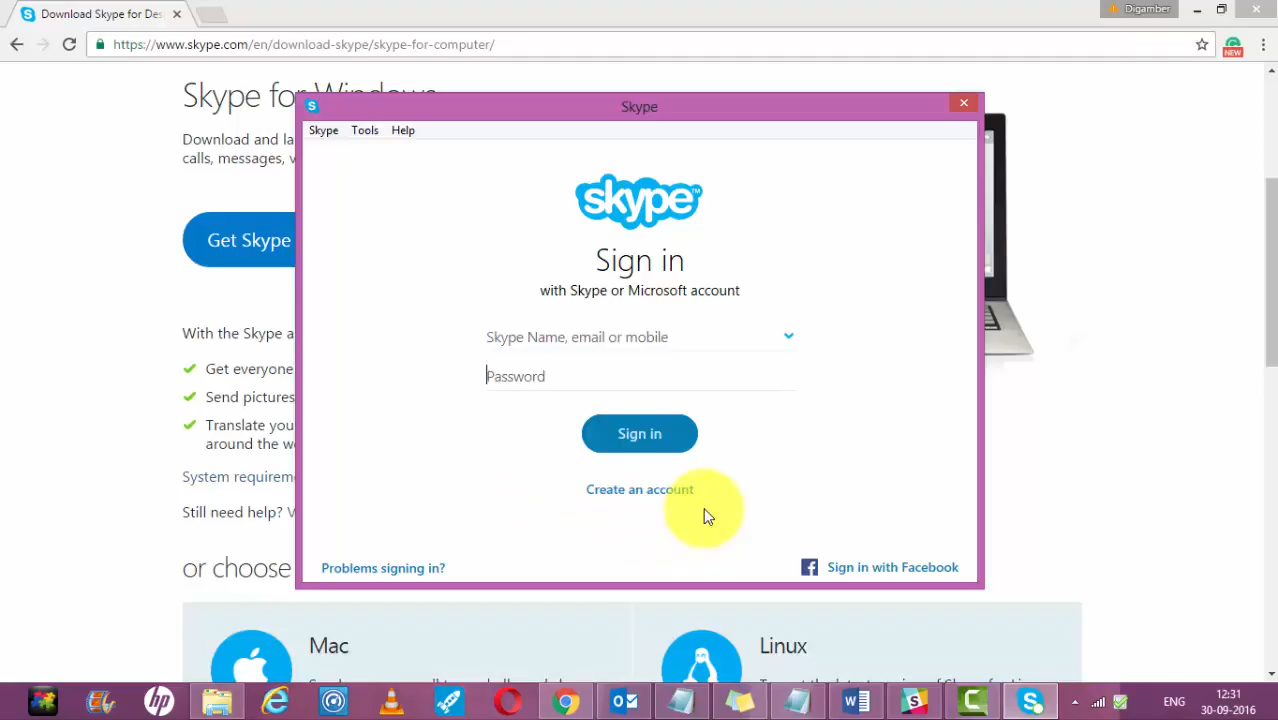 Download Skype for Des
Digamber
https://www.skype.com/en/download-skype/skype-for-computer/
NEW
Skype for Windows
Download and la
calls, messages, v
Get Skype
With the Skype a
Get everyone
Send pictures
Translate you
around the w
System requirem
Still need help? V
or choose
Skype
Skype Tools Help
skype™
Sign in
with Skype or Microsoft account
Skype Name, email or mobile
Password
Sign in
Create an account
Problems signing in?
Sign in with Facebook
Mac
Linux
ENG
12:31
30-09-2016